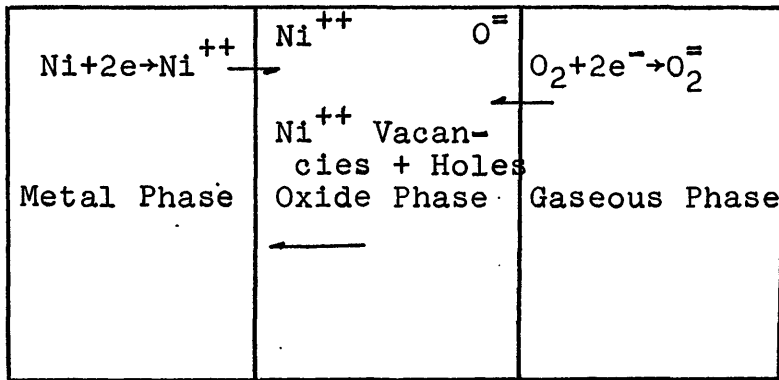 Ni+2e→Ni⁺⁺
Ni⁺⁺ O⁼
O₂+2e⁻→O₂⁼
Ni⁺⁺ Vacan-
cies + Holes
Metal Phase
Oxide Phase
Gaseous Phase